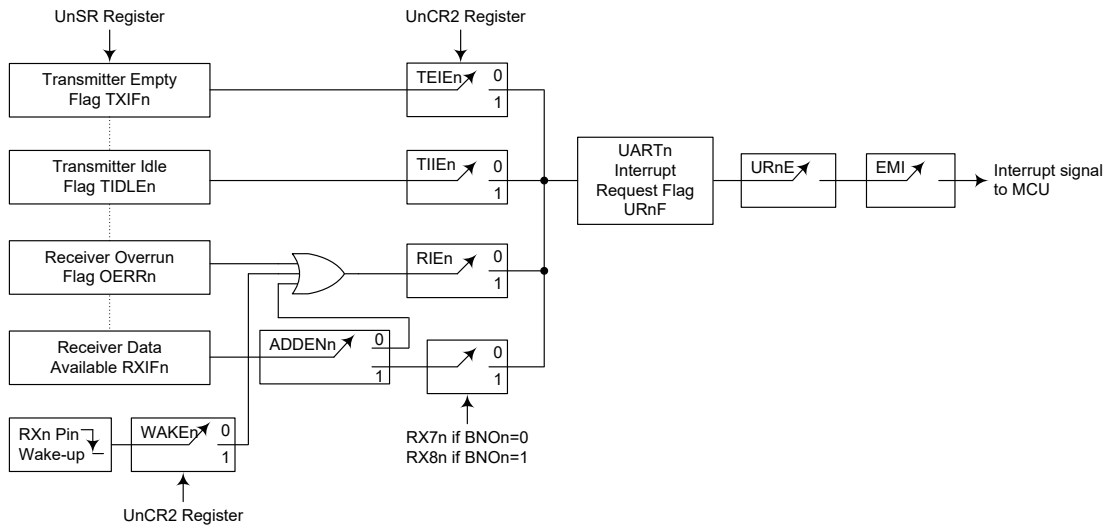 UnSR Register
UnCR2 Register
Transmitter Empty
Flag TXIFn
TEIEn
0
1
Transmitter Idle
Flag TIDLEn
TIIEn
0
1
UARTn
Interrupt
Request Flag
URnF
URnE
EMI
Interrupt signal
to MCU
Receiver Overrun
Flag OERRn
RIEn
0
1
Receiver Data
Available RXIFn
ADDENn
0
1
0
1
RX7n if BNOn=0
RX8n if BNOn=1
RXn Pin
Wake-up
WAKEn
0
1
UnCR2 Register